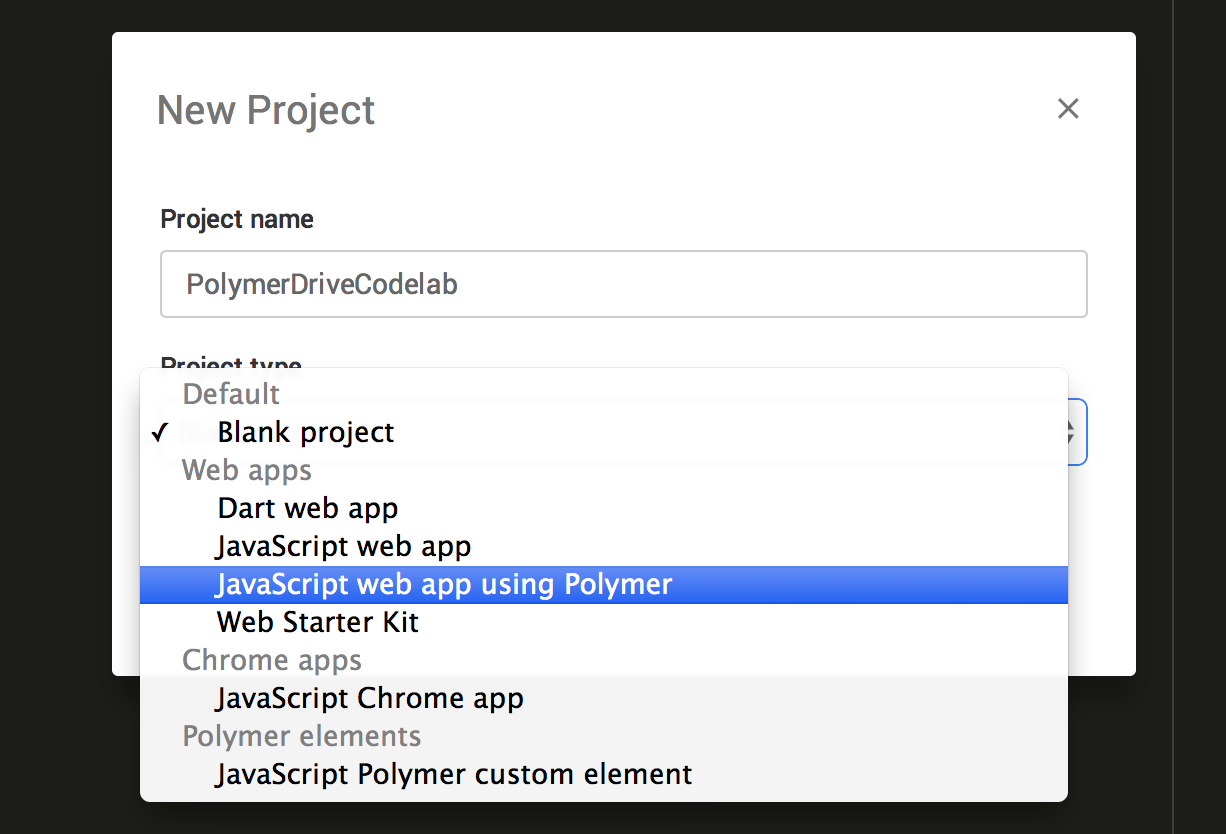 New Project
Project name
PolymerDriveCodelab
Project type
Default
✓ Blank project
Web apps
Dart web app
JavaScript web app
JavaScript web app using Polymer
Web Starter Kit
Chrome apps
JavaScript Chrome app
Polymer elements
JavaScript Polymer custom element